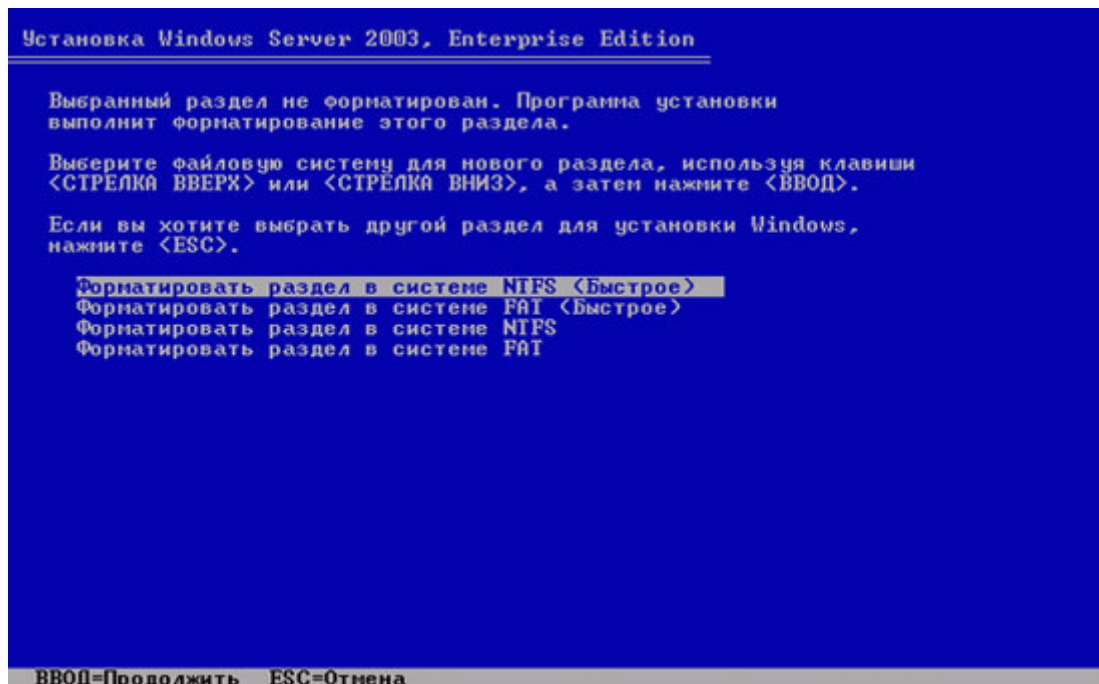 Установка Windows Server 2003, Enterprise Edition
Выбранный раздел не форматирован. Программа установки
выполнит форматирование этого раздела.
Выберите файловую систему для нового раздела, используя клавиши
<СТРЕЛКА ВВЕРХ> или <СТРЕЛКА ВНИЗ>, а затем нажмите <ВВОД>.
Если вы хотите выбрать другой раздел для установки Windows,
нажмите <ESC>.
Форматировать раздел в системе NTFS <Быстрое>
Форматировать раздел в системе FAT <Быстрое>
Форматировать раздел в системе NTFS
Форматировать раздел в системе FAT
ВВОД=Продолжить ESC=Отмена